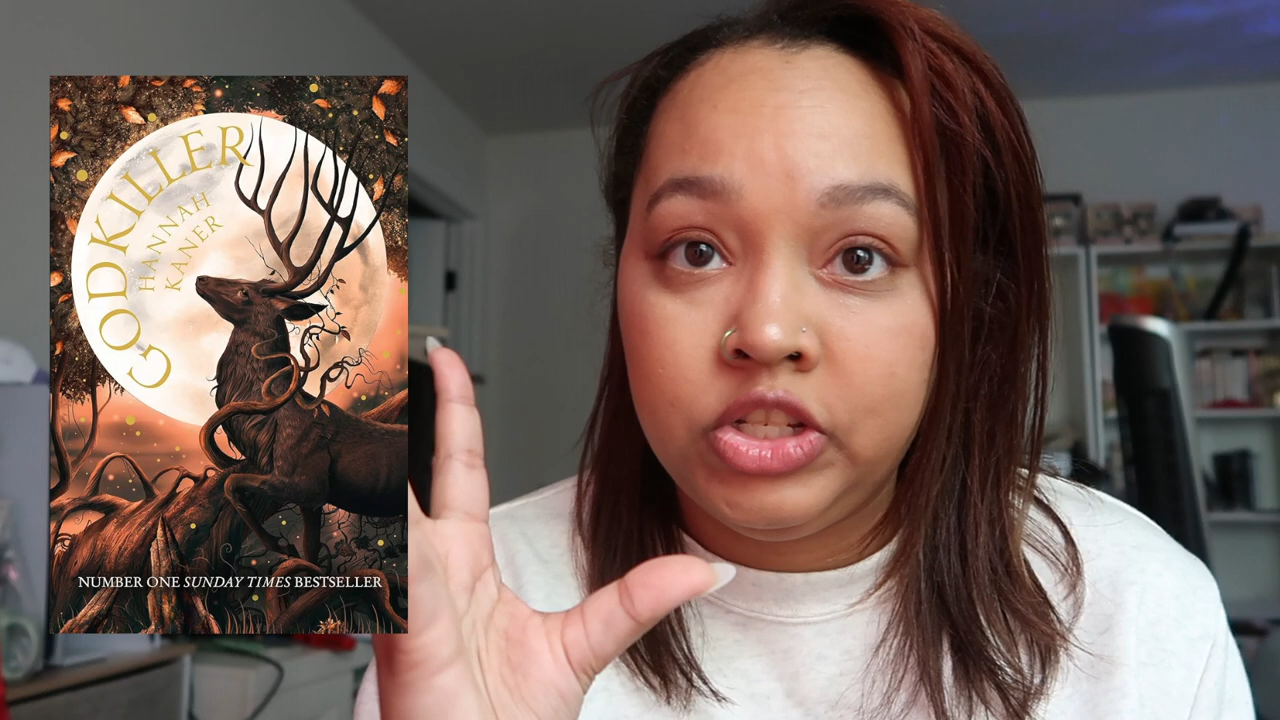 GODKILLER
HANNAH
KANER
NUMBER ONE SUNDAY TIMES BESTSELLER